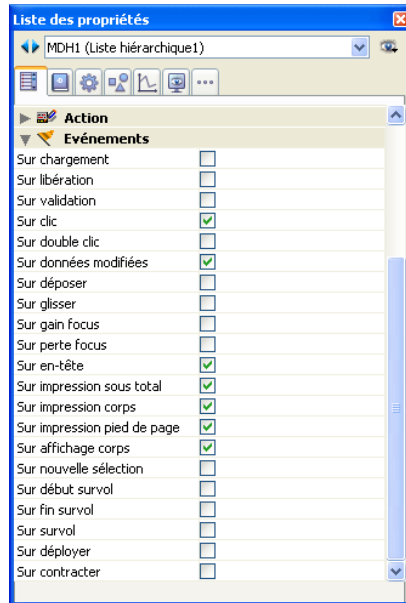 Liste des propriétés
MDH1 (Liste hiérarchique1)
Action
Evénements
Sur chargement
Sur libération
Sur validation
Sur clic
Sur double clic
Sur données modifiées
Sur déposer
Sur glisser
Sur gain focus
Sur perte focus
Sur en-tête
Sur impression sous total
Sur impression corps
Sur impression pied de page
Sur affichage corps
Sur nouvelle sélection
Sur début survol
Sur fin survol
Sur survol
Sur déployer
Sur contracter